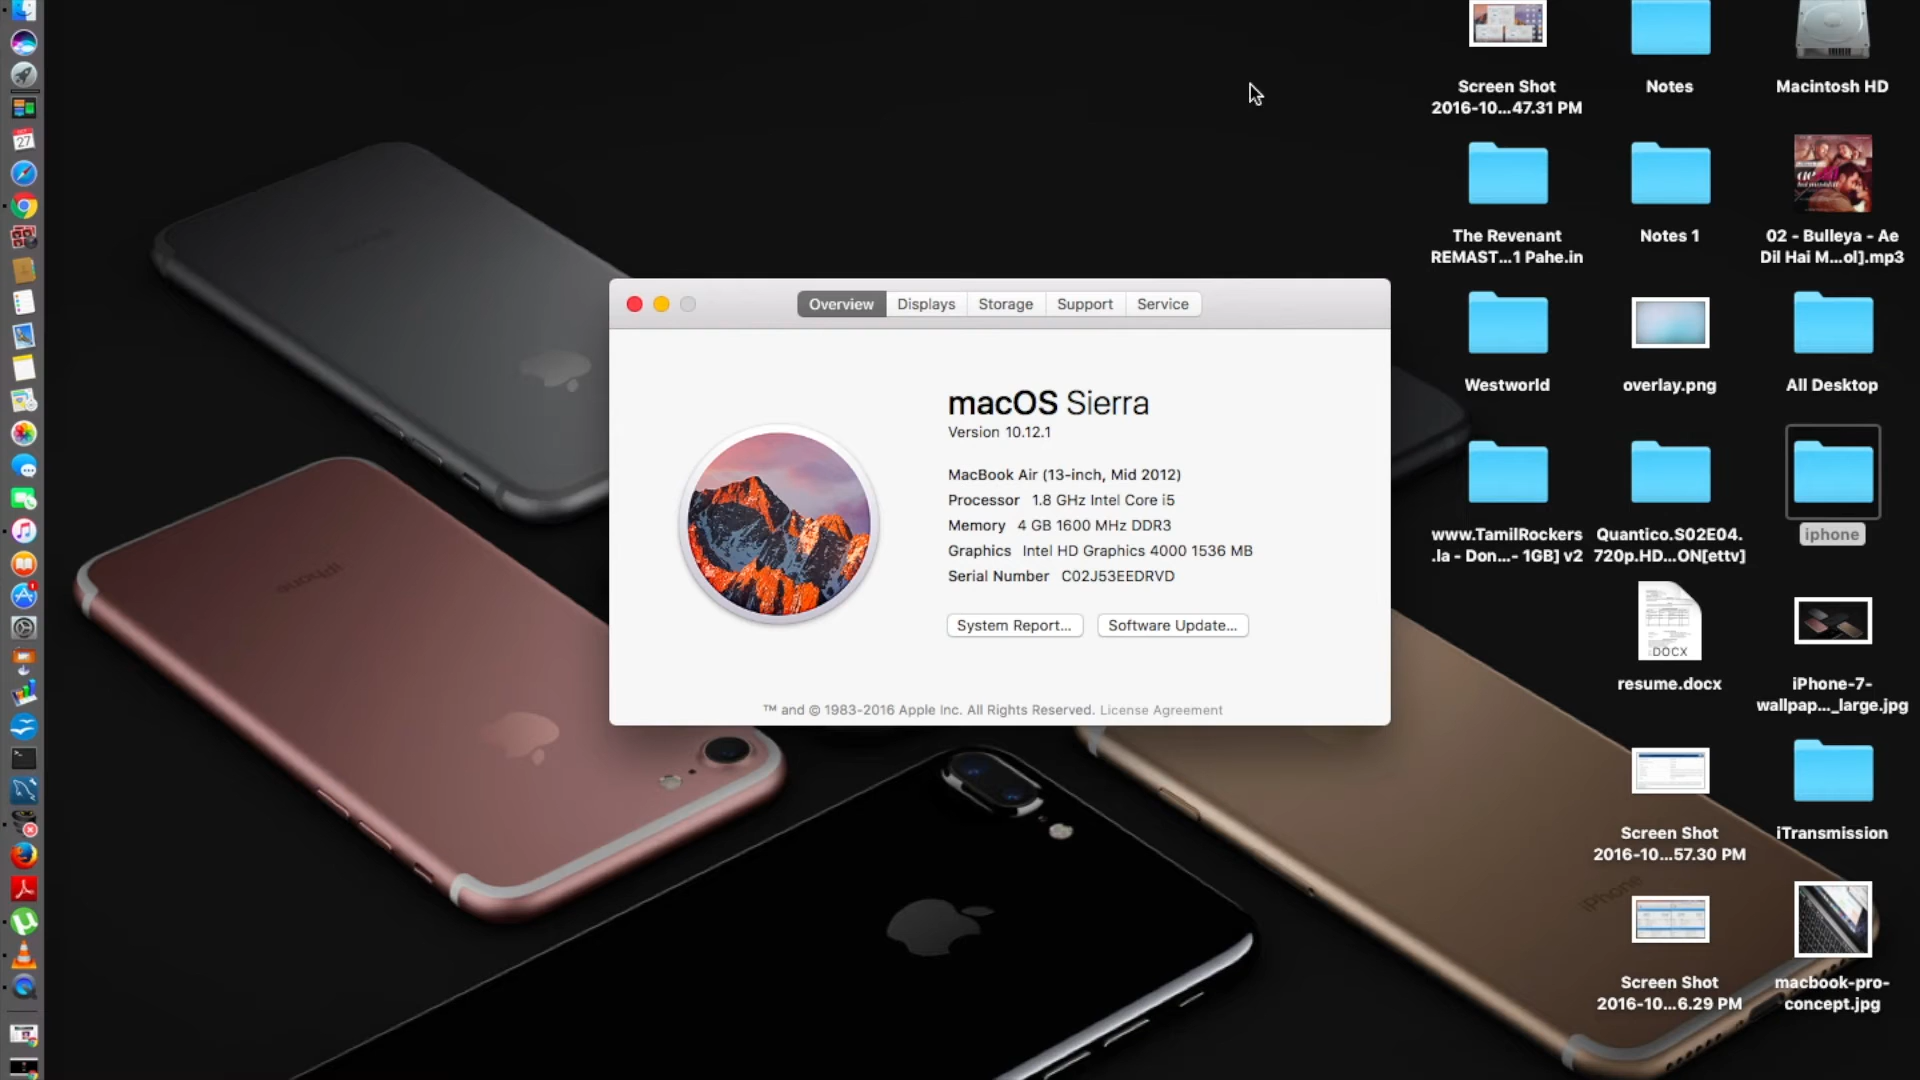 Screen Shot
2016-10...47.31 PM
Notes
Macintosh HD
The Revenant
REMAST...1 Pahe.in
Notes 1
02 - Bulleya - Ae
Dil Hai M...ol].mp3
Westworld
overlay.png
All Desktop
www.TamilRockers
.la - Don...- 1GB] v2
Quantico.S02E04.
720p.HD...ON[ettv]
iphone
DOCX
resume.docx
iPhone-7-
wallpap..._large.jpg
Screen Shot
2016-10...57.30 PM
iTransmission
Screen Shot
2016-10...6.29 PM
macbook-pro-
concept.jpg
Overview
Displays
Storage
Support
Service
macOS Sierra
Version 10.12.1
MacBook Air (13-inch, Mid 2012)
Processor 1.8 GHz Intel Core i5
Memory 4 GB 1600 MHz DDR3
Graphics Intel HD Graphics 4000 1536 MB
Serial Number C02J53EEDRVD
System Report...
Software Update...
™ and © 1983-2016 Apple Inc. All Rights Reserved. License Agreement
27
iPhone
iPhone